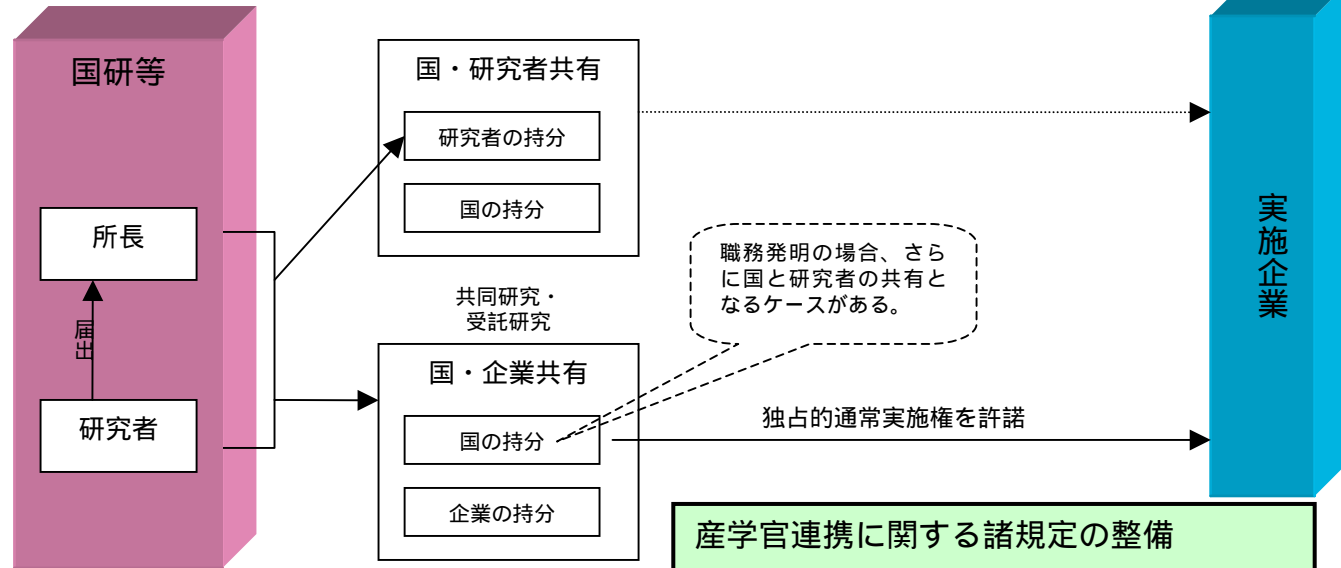 国研等
所長
届出
研究者
国・研究者共有
研究者の持分
国の持分
共同研究・
受託研究
国・企業共有
国の持分
企業の持分
職務発明の場合、さら
に国と研究者の共有と
なるケースがある。
独占的通常実施権を許諾
実施企業
産学官連携に関する諸規定の整備